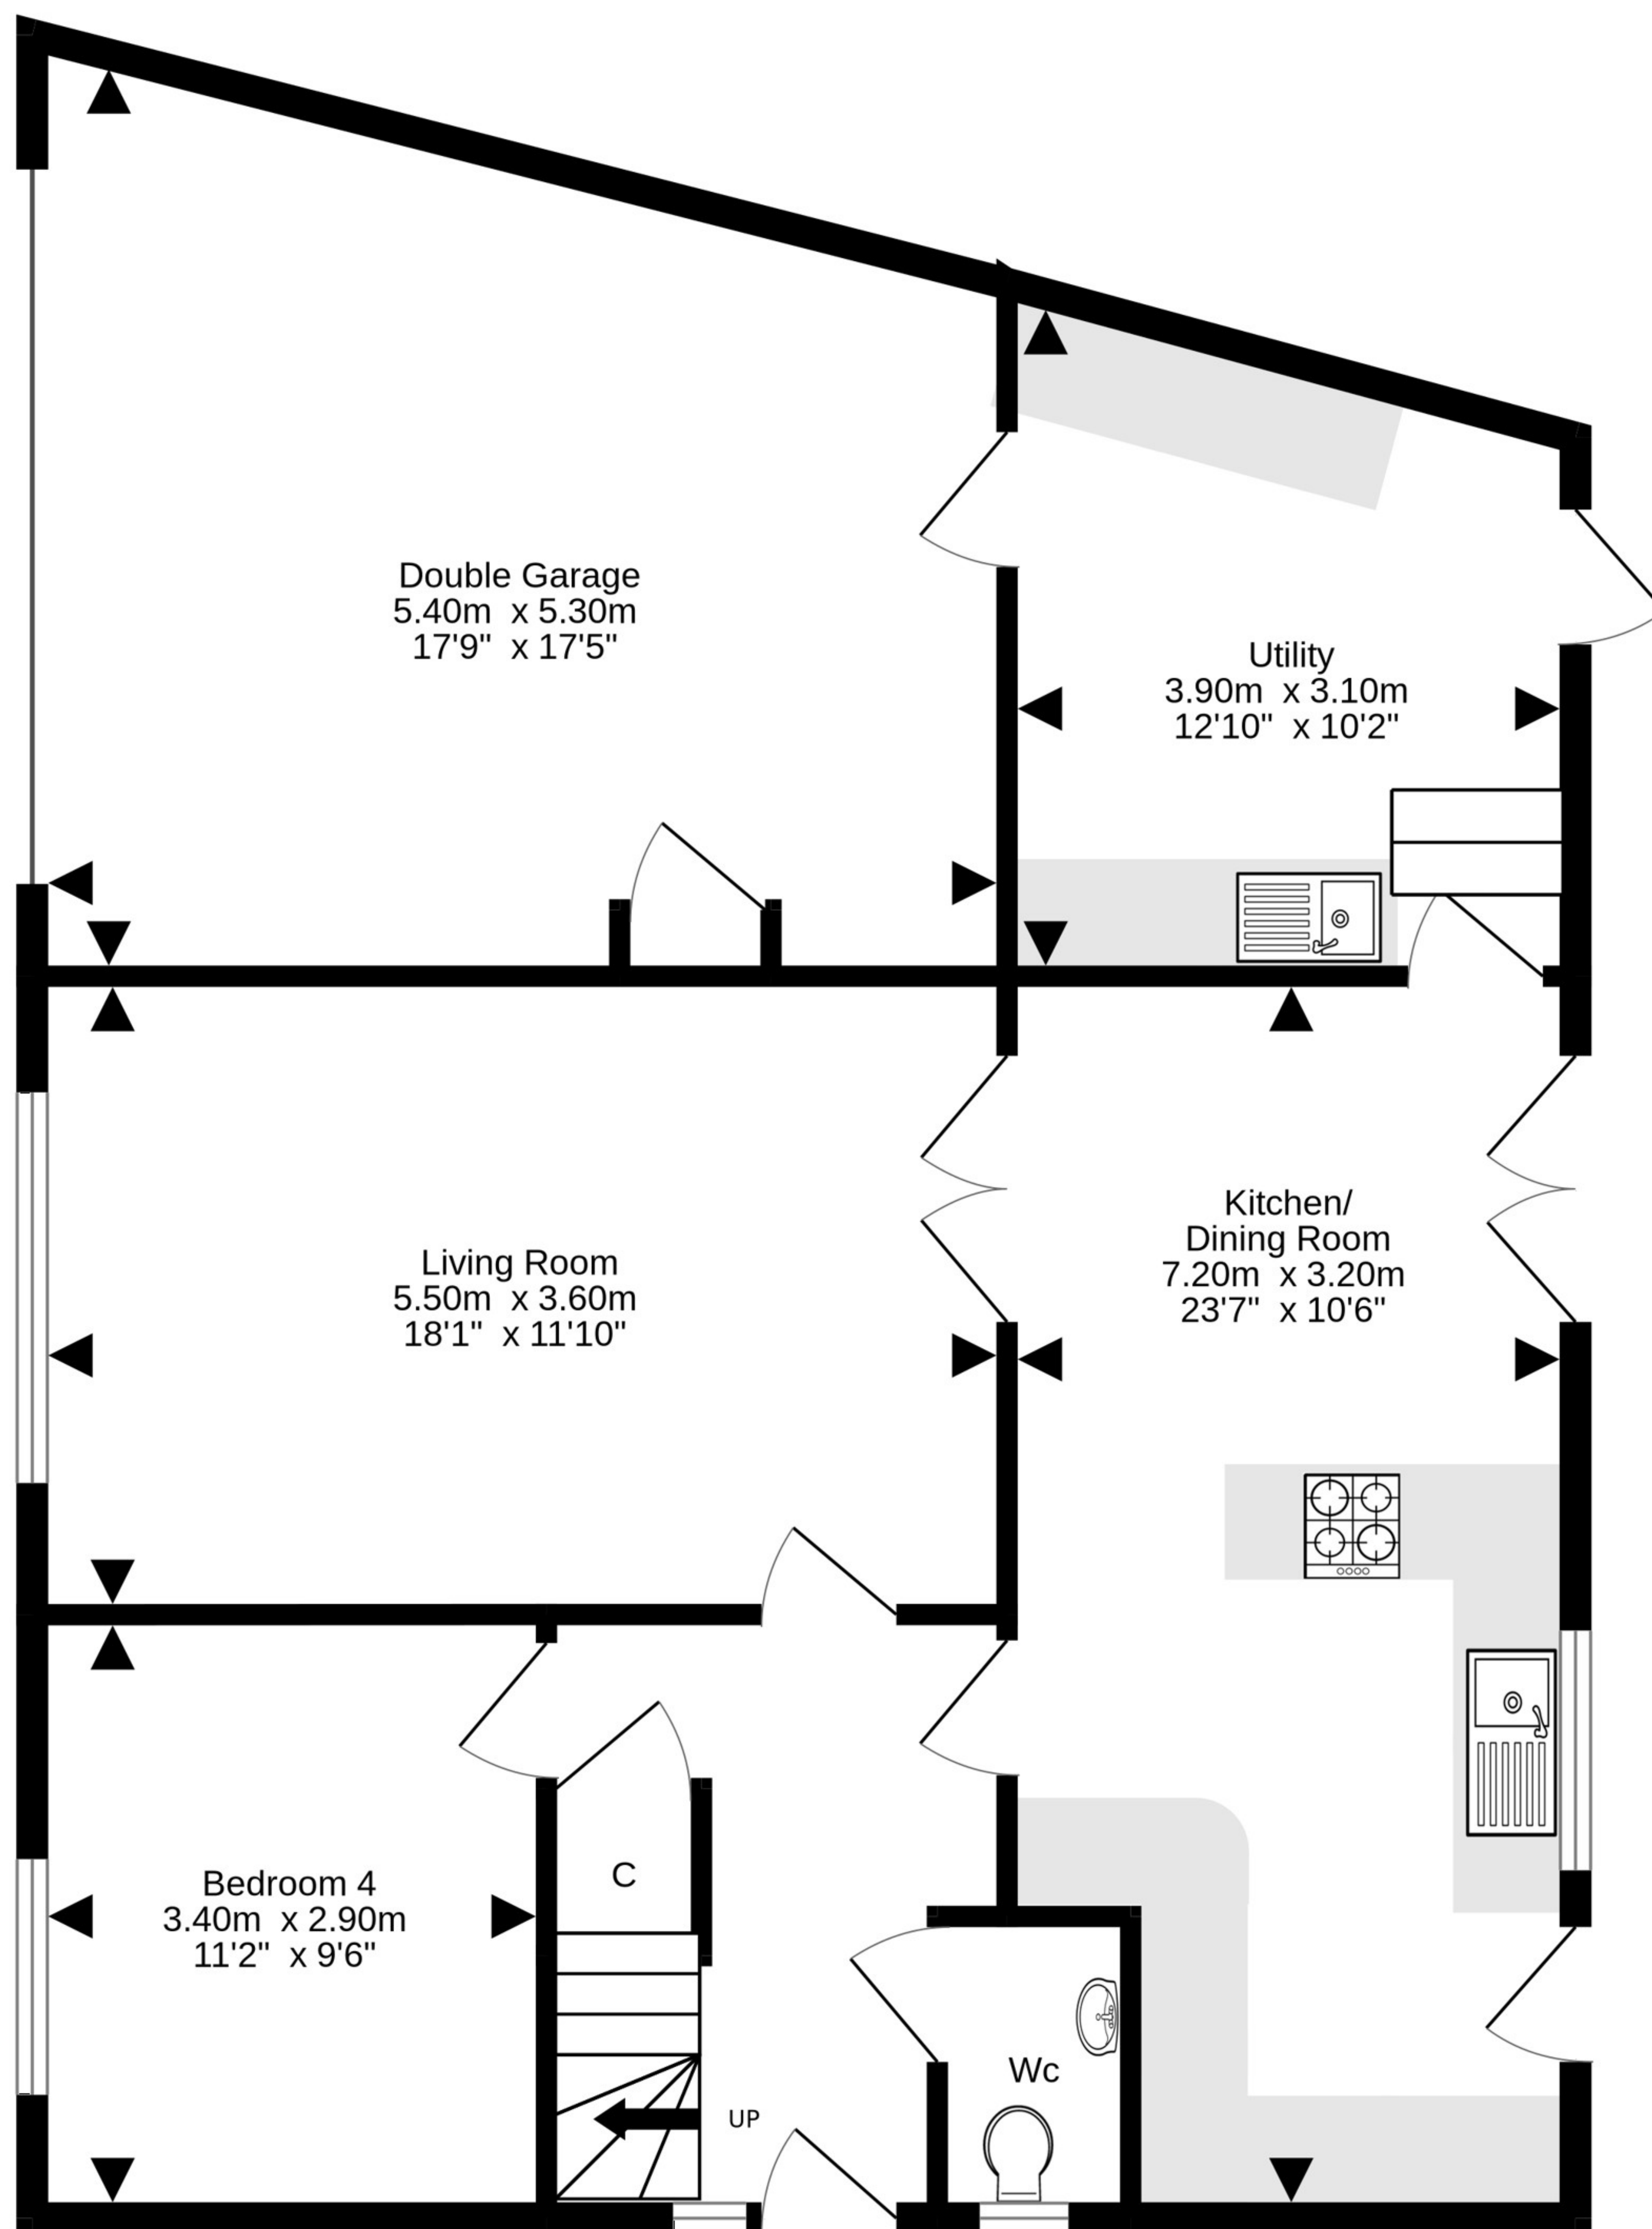 Double Garage
5.40m x 5.30m
17'9" x 17'5"
Utility
3.90m x 3.10m
12'10" x 10'2"
Living Room
5.50m x 3.60m
18'1" x 11'10"
Kitchen/
Dining Room
7.20m x 3.20m
23'7" x 10'6"
Bedroom 4
3.40m x 2.90m
11'2" x 9'6"
C
Wc
UP